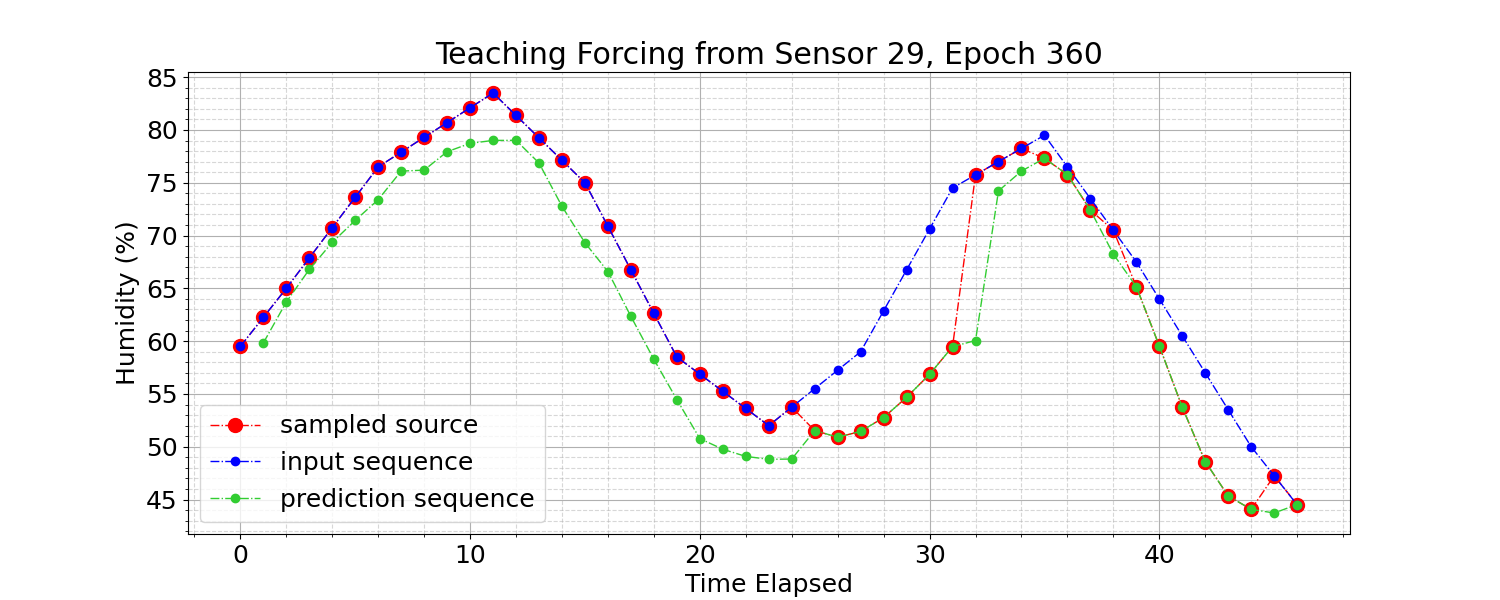 Teaching Forcing from Sensor 29, Epoch 360
85
80
75
70
65
60
55
50
45
Humidity (%)
sampled source
input sequence
prediction sequence
0 10 20 30 40
Time Elapsed